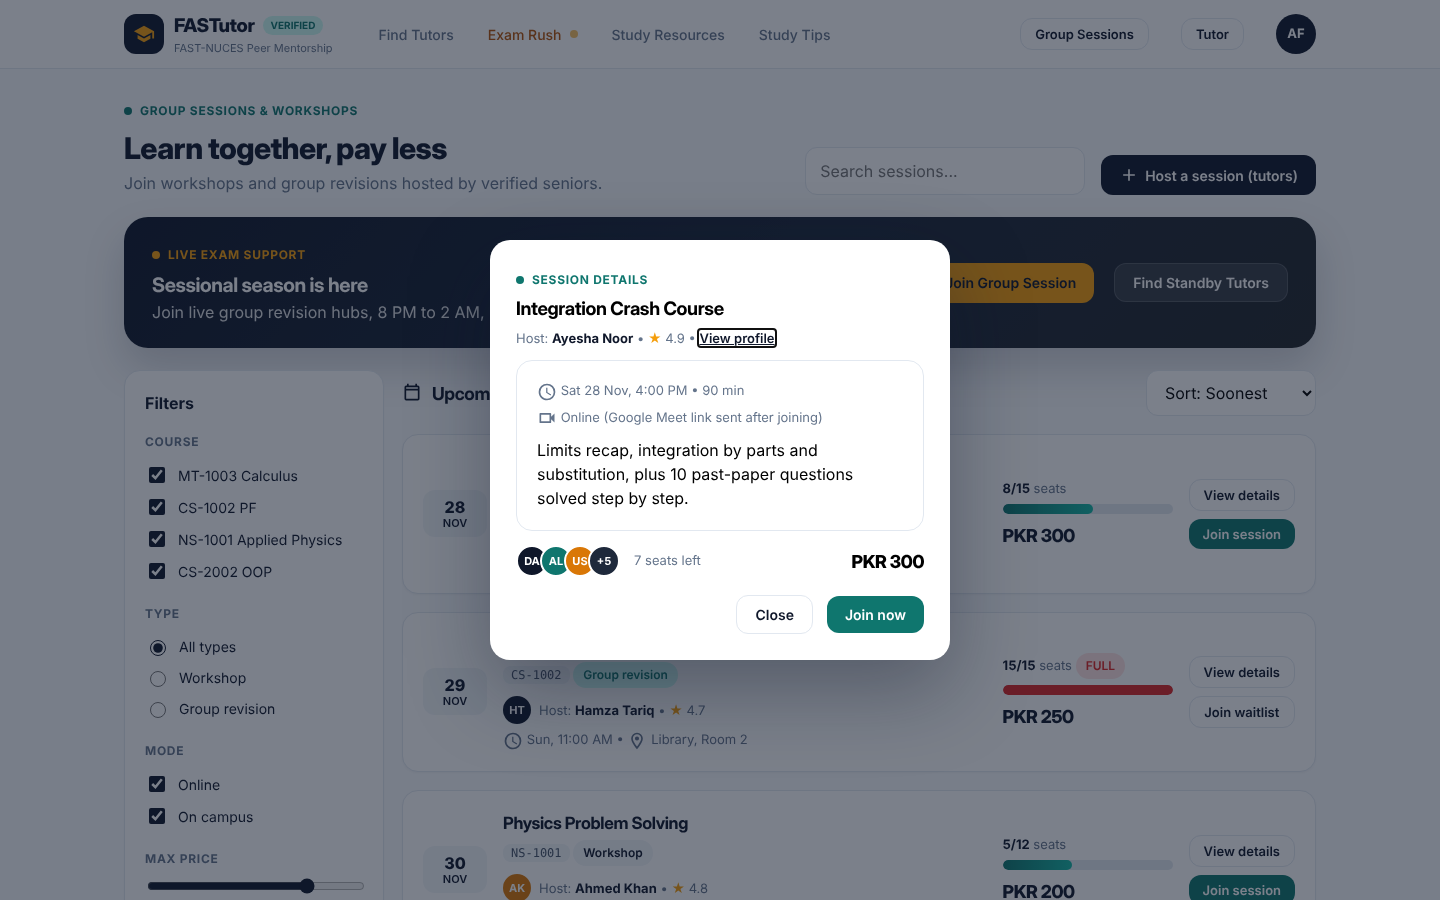 FASTutor VERIFIED
FAST-NUCES Peer Mentorship
Find Tutors
Exam Rush
Study Resources
Study Tips
Group Sessions
Tutor
AF
GROUP SESSIONS & WORKSHOPS
Learn together, pay less
Join workshops and group revisions hosted by verified seniors.
Search sessions...
+ Host a session (tutors)
LIVE EXAM SUPPORT
Sessional season is here
Join live group revision hubs, 8 PM to 2 AM,
Join Group Session
Find Standby Tutors
SESSION DETAILS
Integration Crash Course
Host: Ayesha Noor • ★ 4.9 • View profile
Sat 28 Nov, 4:00 PM • 90 min
Online (Google Meet link sent after joining)
Limits recap, integration by parts and
substitution, plus 10 past-paper questions
solved step by step.
DA AL US +5
7 seats left
PKR 300
Close
Join now
Filters
COURSE
MT-1003 Calculus
CS-1002 PF
NS-1001 Applied Physics
CS-2002 OOP
TYPE
All types
Workshop
Group revision
MODE
Online
On campus
MAX PRICE
Sort: Soonest
28
NOV
8/15 seats
PKR 300
View details
Join session
29
NOV
CS-1002 Group revision
HT Host: Hamza Tariq • ★ 4.7
Sun, 11:00 AM • Library, Room 2
15/15 seats FULL
PKR 250
View details
Join waitlist
30
NOV
Physics Problem Solving
NS-1001 Workshop
AK Host: Ahmed Khan • ★ 4.8
5/12 seats
PKR 200
View details
Join session